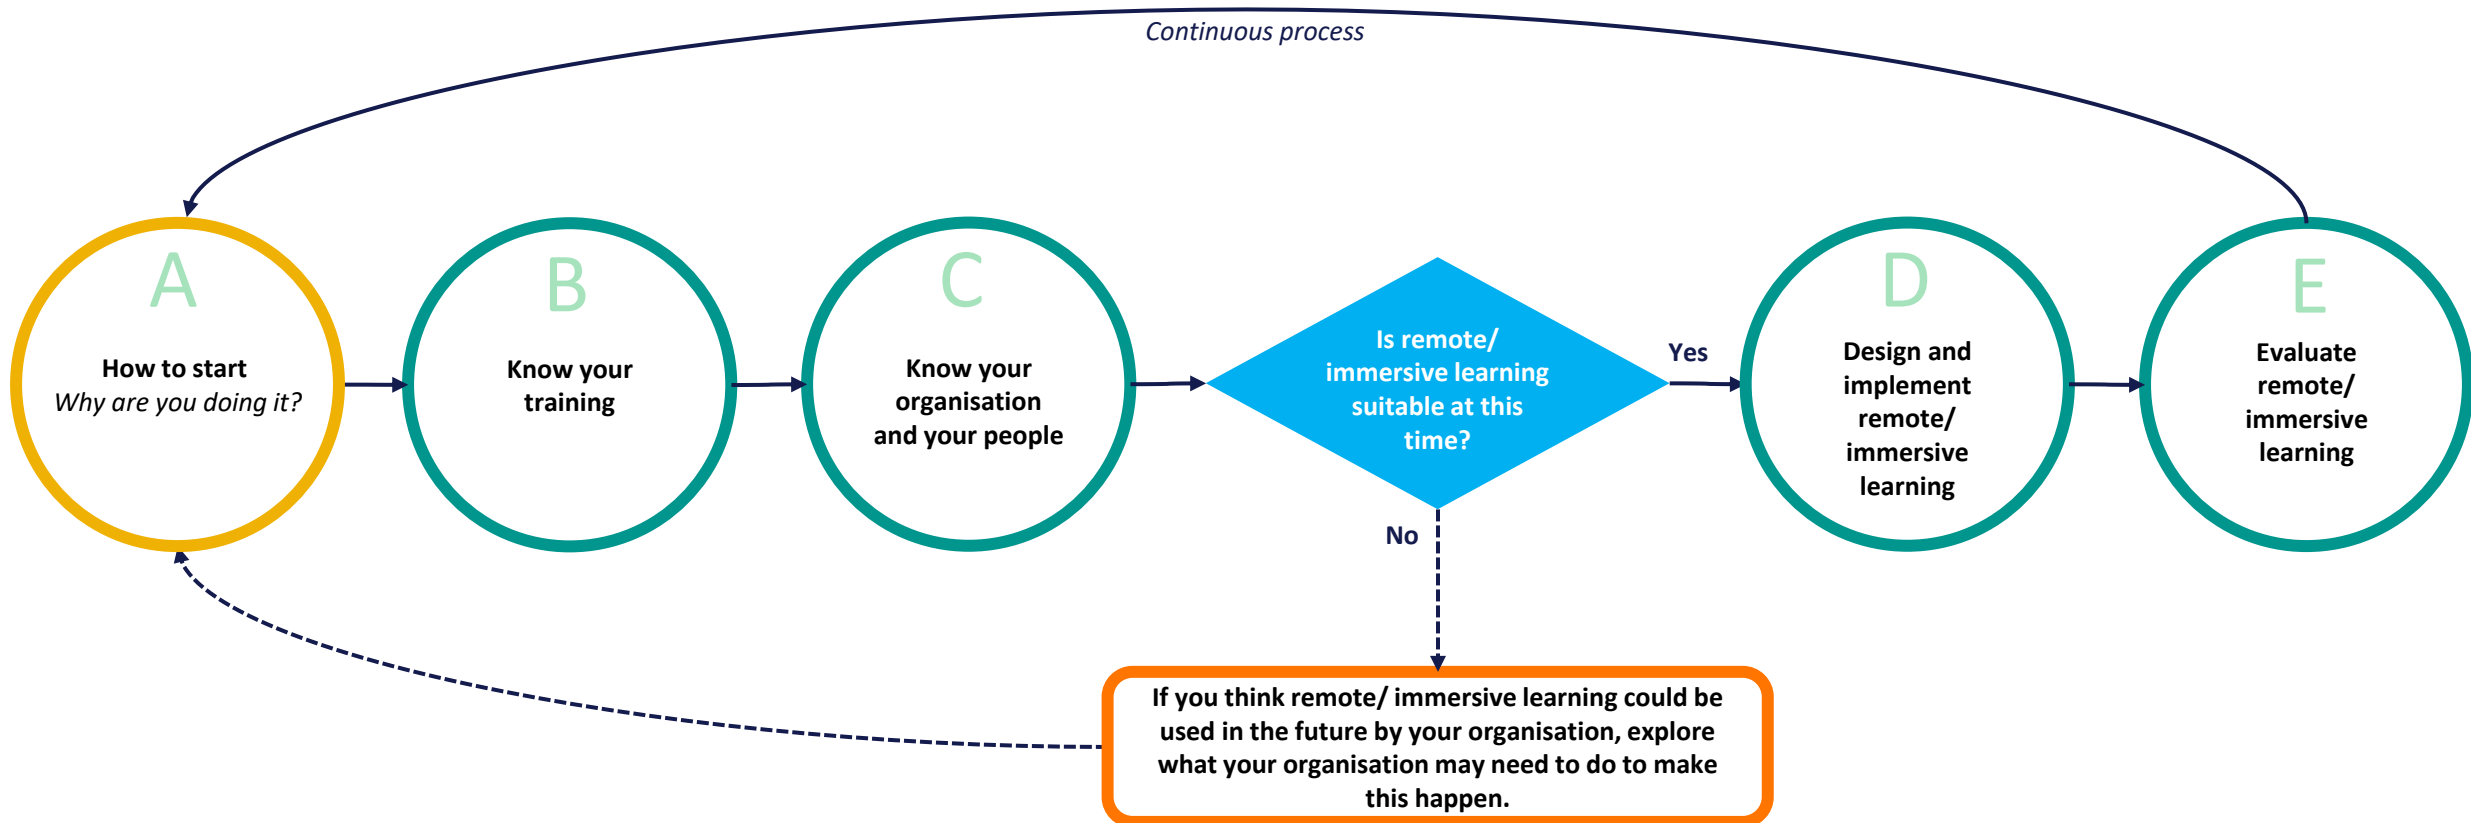 Continuous process
A
How to start
Why are you doing it?
B
Know your
training
C
Know your
organisation
and your people
Is remote/
immersive learning
suitable at this
time?
Yes
No
D
Design and
implement
remote/
immersive
learning
E
Evaluate
remote/
immersive
learning
If you think remote/ immersive learning could be
used in the future by your organisation, explore
what your organisation may need to do to make
this happen.